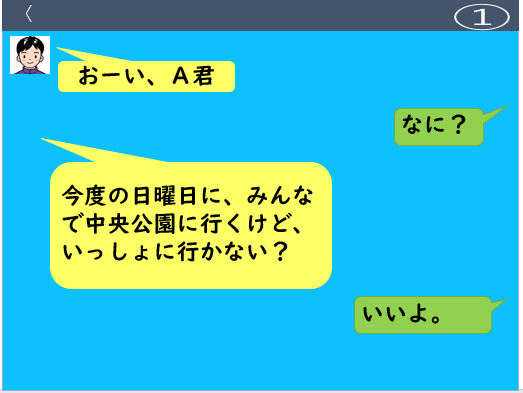 〈
1
おーい、A君
なに？
今度の日曜日に、みんな
で中央公園に行くけど、
いっしょに行かない？
いいよ。